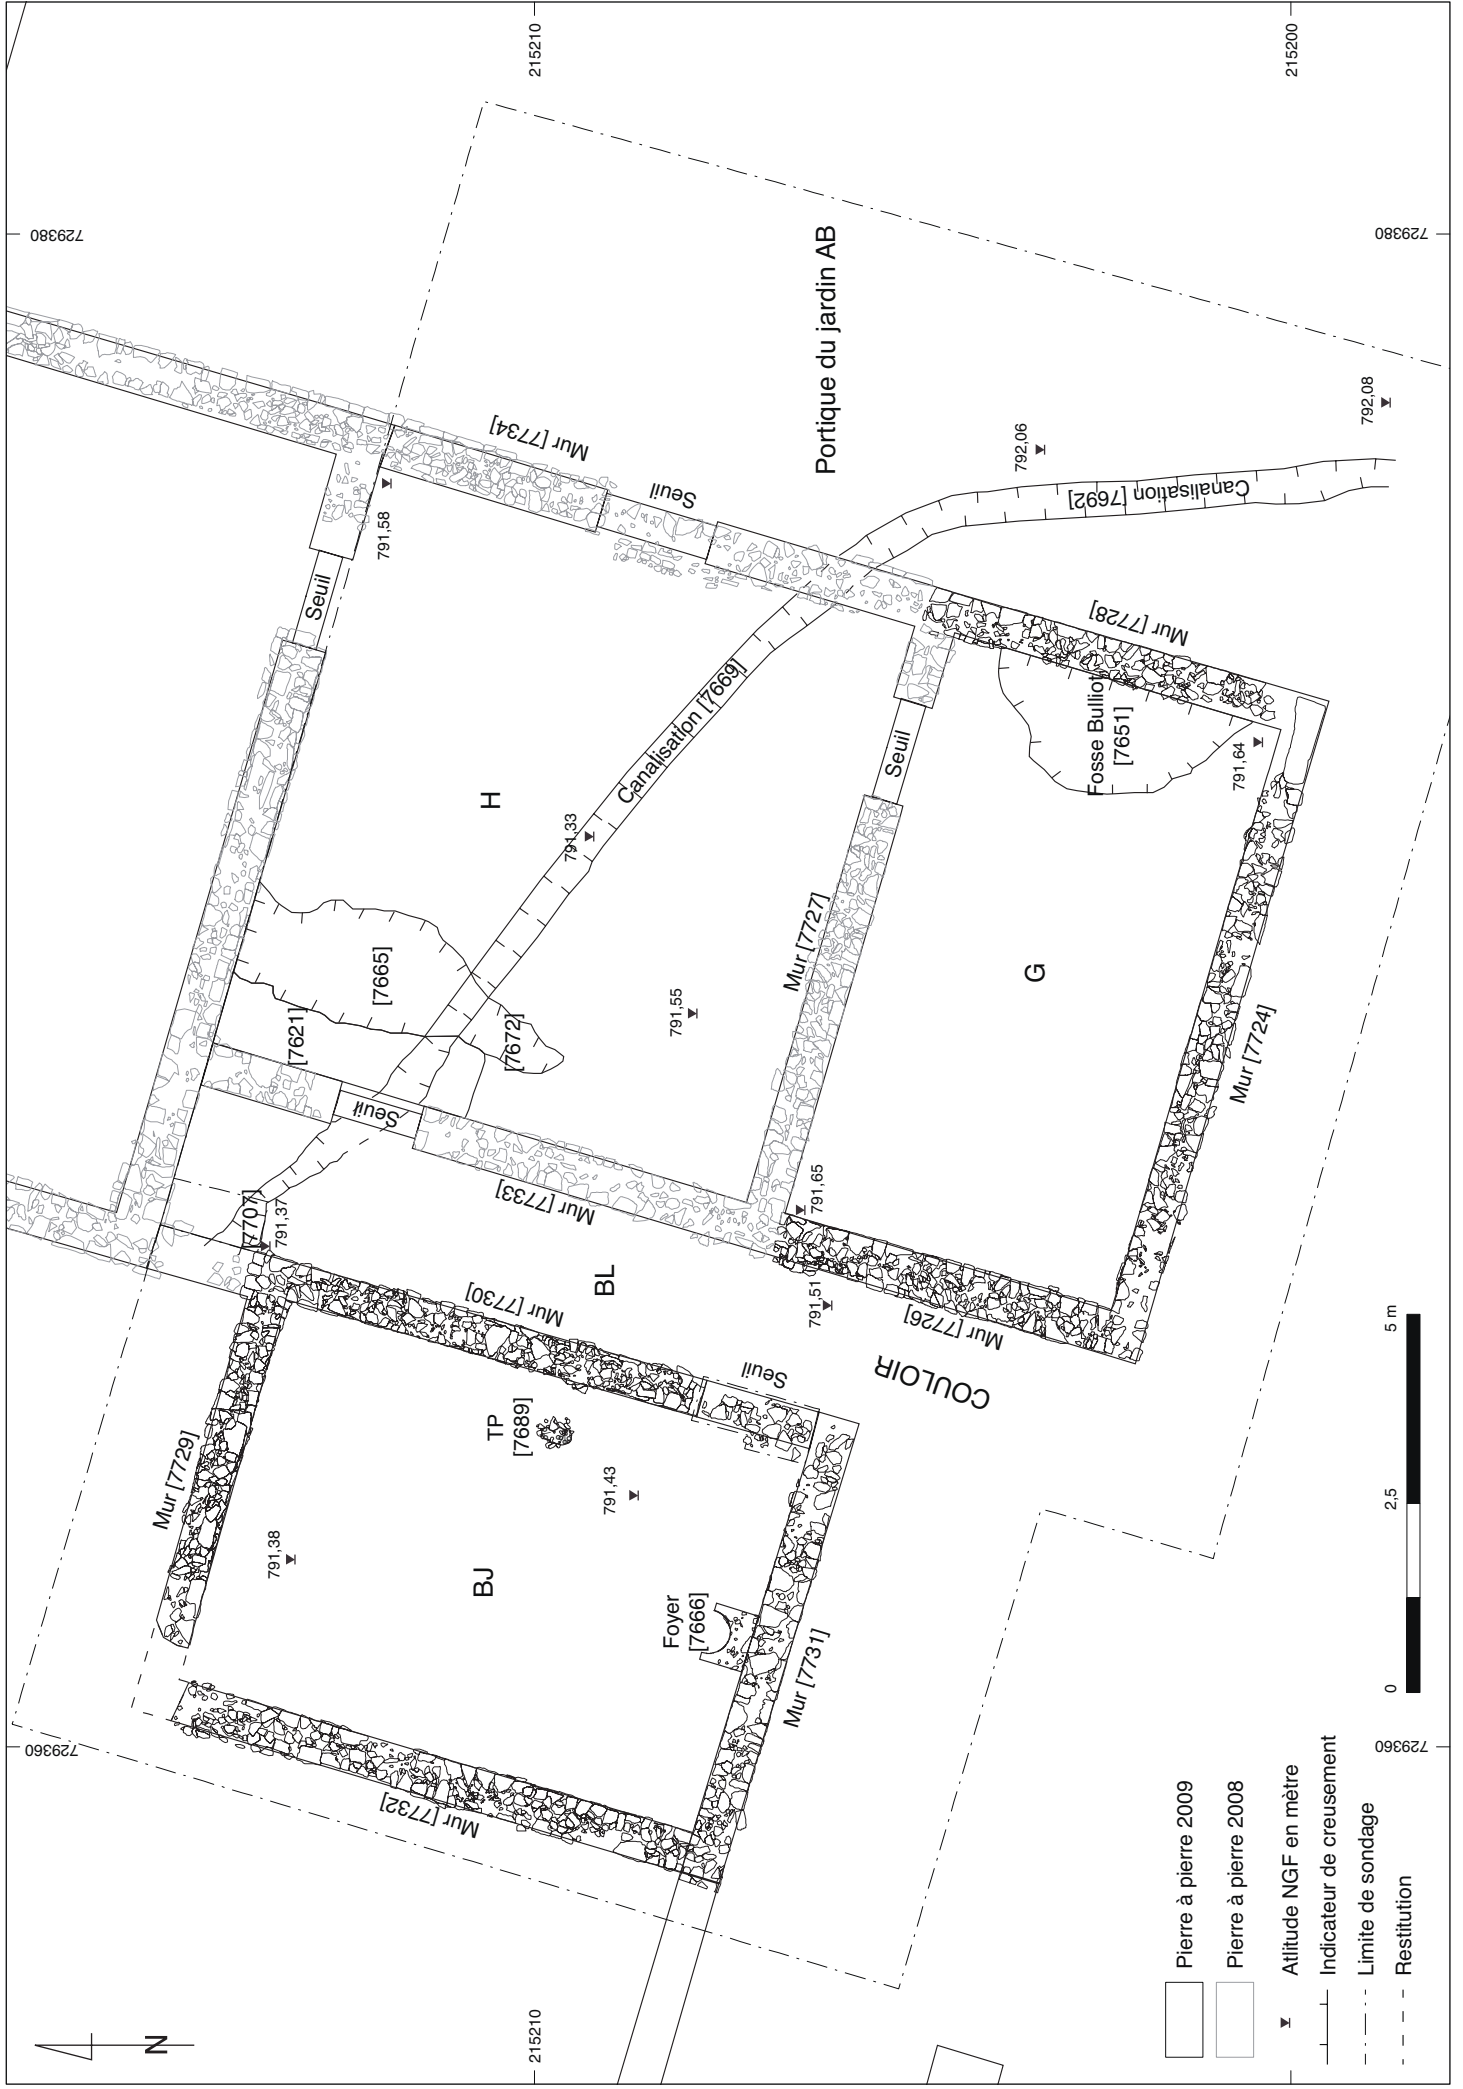 729380
215210
215200
729380
Mur [7734]
Seuil
Seuil
791,58
Portique du jardin AB
792,06
792,08
Canalisation [7692]
Canalisation [7669]
H
791,33
Mur [7728]
Fosse Bulliot
[7651]
791,64
Seuil
Mur [7727]
[7665]
[7621]
[7672]
791,55
G
Mur [7724]
Seuil
[7707]
791,37
Mur [7733]
791,65
791,51
Mur [7726]
BL
COULOIR
Mur [7730]
Seuil
Mur [7729]
TP
[7689]
791,43
791,38
BJ
Foyer
[7666]
Mur [7731]
Mur [7732]
729360
729360
215210
N
0
2,5
5 m
Pierre à pierre 2009
Pierre à pierre 2008
Atlitude NGF en mètre
Indicateur de creusement
Limite de sondage
Restitution